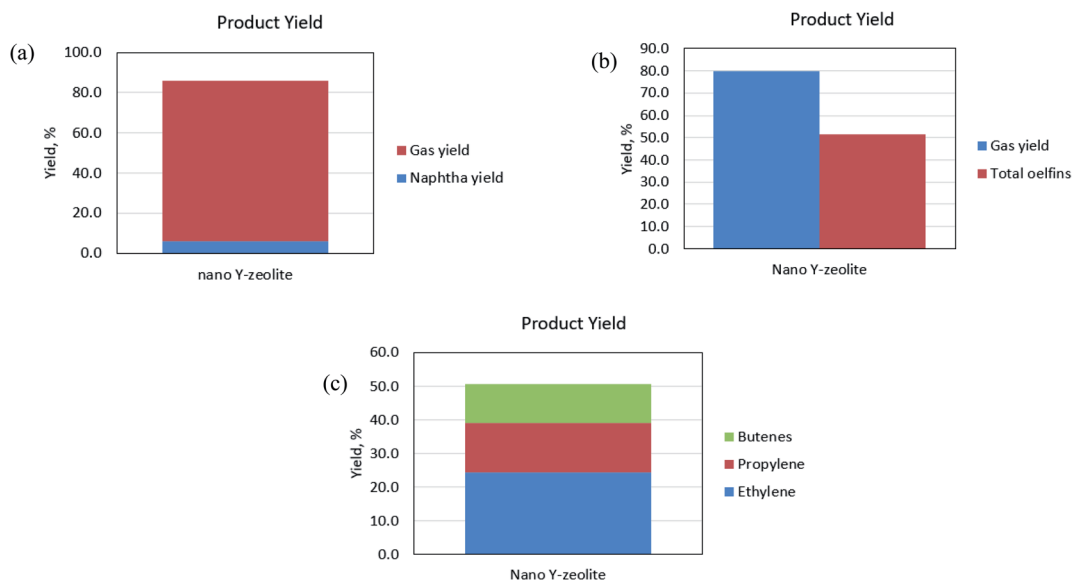 Product Yield
(a)
100.0
80.0
60.0
40.0
20.0
0.0
Yield, %
nano Y-zeolite
Gas yield
Naphtha yield
Product Yield
(b)
90.0
80.0
70.0
60.0
50.0
40.0
30.0
20.0
10.0
0.0
Yield, %
Nano Y-zeolite
Gas yield
Total oelfins
Product Yield
(c)
60.0
50.0
40.0
30.0
20.0
10.0
0.0
Yield, %
Nano Y-zeolite
Butenes
Propylene
Ethylene